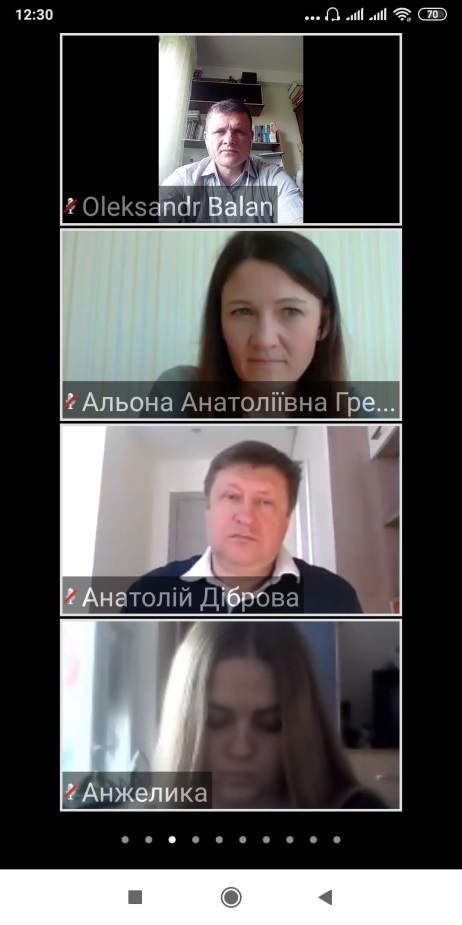 12:30
70
Oleksandr Balan
Альона Анатоліївна Гре...
Анатолій Діброва
Анжелика